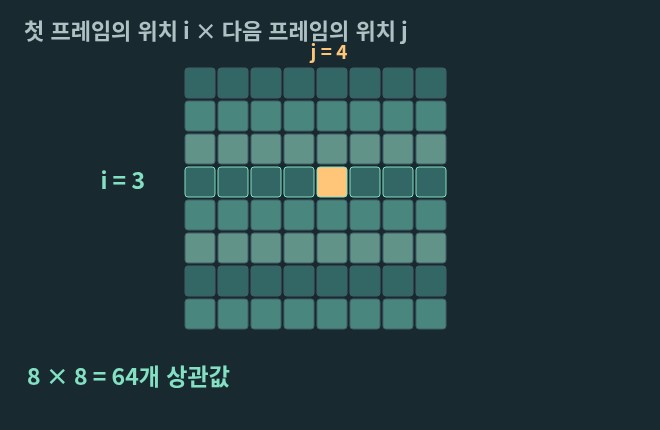 첫 프레임의 위치 i × 다음 프레임의 위치 j
j = 4
i = 3
8 × 8 = 64개 상관값